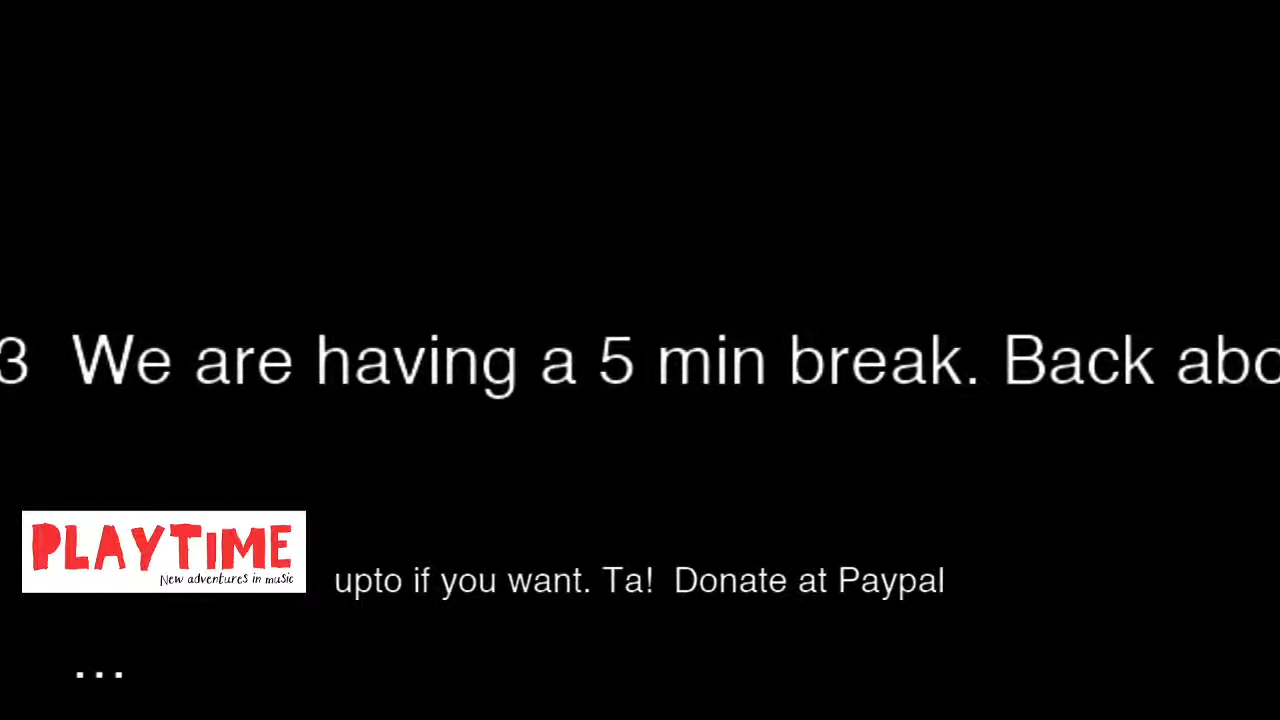 3 We are having a 5 min break. Back abo
PLAYTIME
New adventures in music
upto if you want. Ta! Donate at Paypal
...